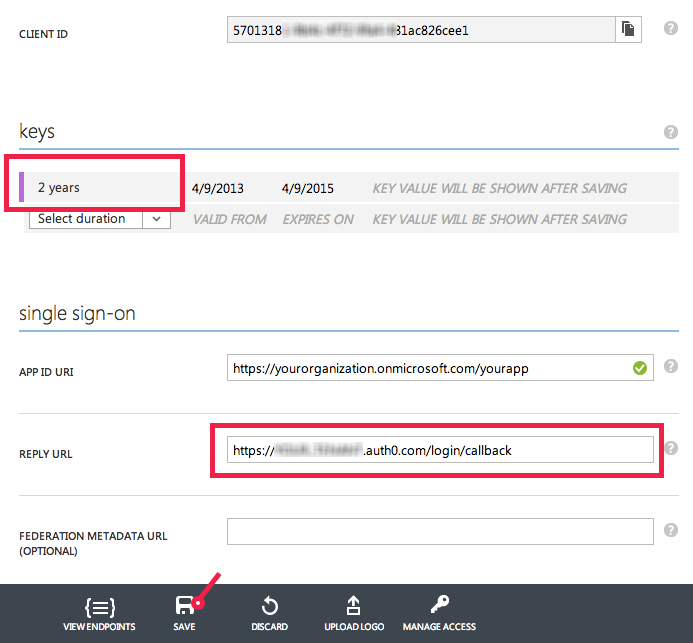 CLIENT ID
5701318 31ac826cee1
keys
2 years 4/9/2013 4/9/2015 KEY VALUE WILL BE SHOWN AFTER SAVING
Select duration VALID FROM EXPIRES ON KEY VALUE WILL BE SHOWN AFTER SAVING
single sign-on
APP ID URI
https://yourorganization.onmicrosoft.com/yourapp
REPLY URL
https:// .auth0.com/login/callback
FEDERATION METADATA URL
(OPTIONAL)
VIEW ENDPOINTS SAVE DISCARD UPLOAD LOGO MANAGE ACCESS